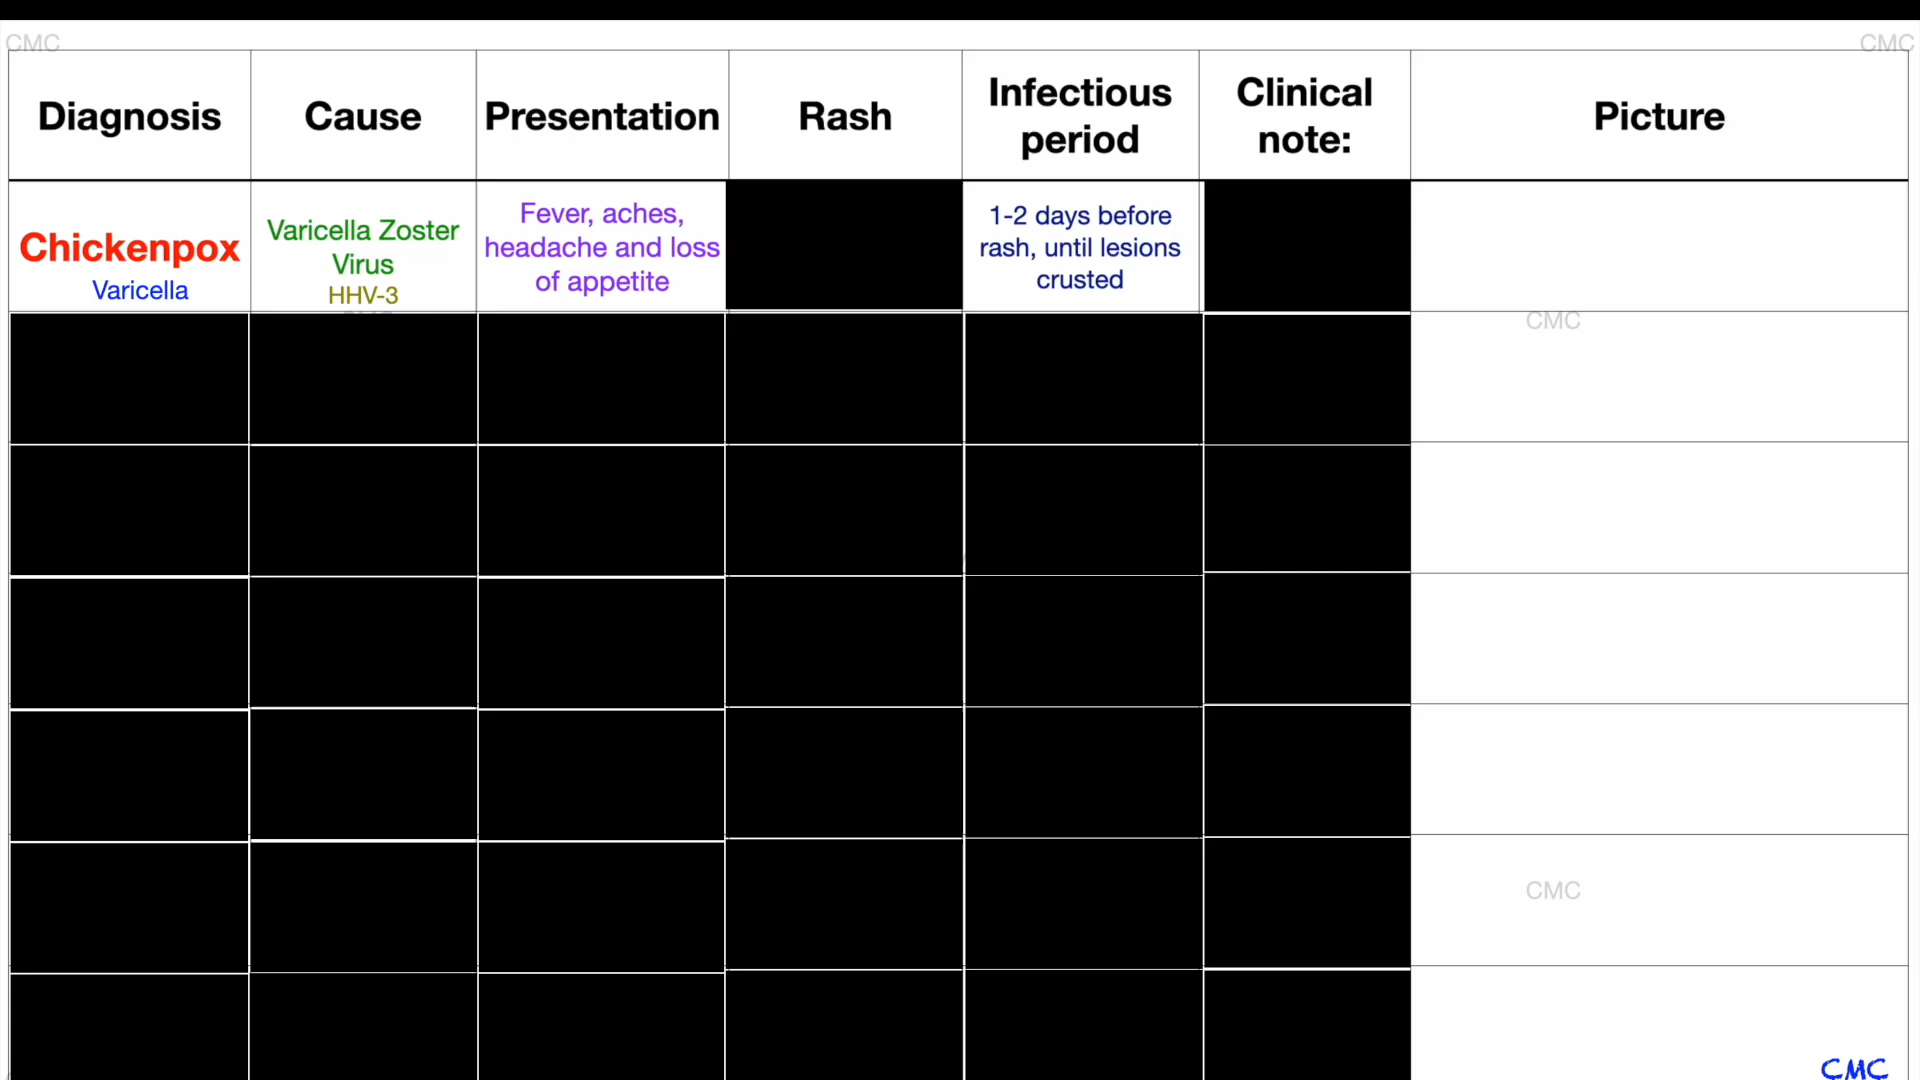 CMC
CMC
Diagnosis
Cause
Presentation
Rash
Infectious
period
Clinical
note:
Picture
Chickenpox
Varicella
Varicella Zoster
Virus
HHV-3
Fever, aches,
headache and loss
of appetite
1-2 days before
rash, until lesions
crusted
CMC
CMC
CMC